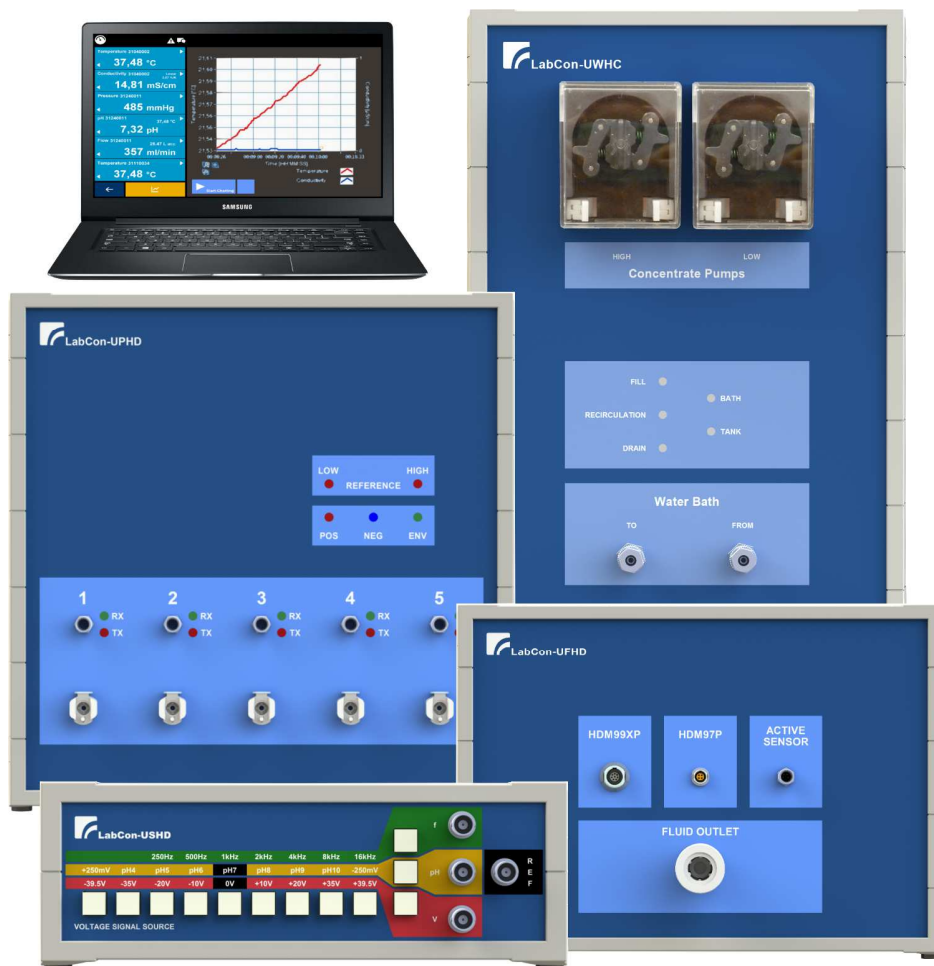 Temperature 31040002
37,48 °C
Conductivity 31040002
14,81 mS/cm
Pressure 31240011
485 mmHg
pH 31240011
37,48 °C
7,32 pH
Flow 31240011
357 ml/min
37,48 °C
Temperature
Conductivity
Start Plotting
SAMSUNG
LabCon-UWHC
HIGH LOW
Concentrate Pumps
FILL
BATH
RECIRCULATION
TANK
DRAIN
Water Bath
TO FROM
LabCon-UPHD
LOW HIGH
REFERENCE
POS NEG ENV
1 2 3 4 5
RX RX RX RX
TX TX TX TX
LabCon-UFHD
HDM99XP HDM97P ACTIVE
SENSOR
FLUID OUTLET
LabCon-USHD
250Hz 500Hz 1kHz 2kHz 4kHz 8kHz 16kHz
+250mV pH4 pH5 pH6 pH7 pH8 pH9 pH10 -250mV
-39.5V -35V -20V -10V 0V +10V +20V +35V +39.5V
VOLTAGE SIGNAL SOURCE
f
pH
V
REF